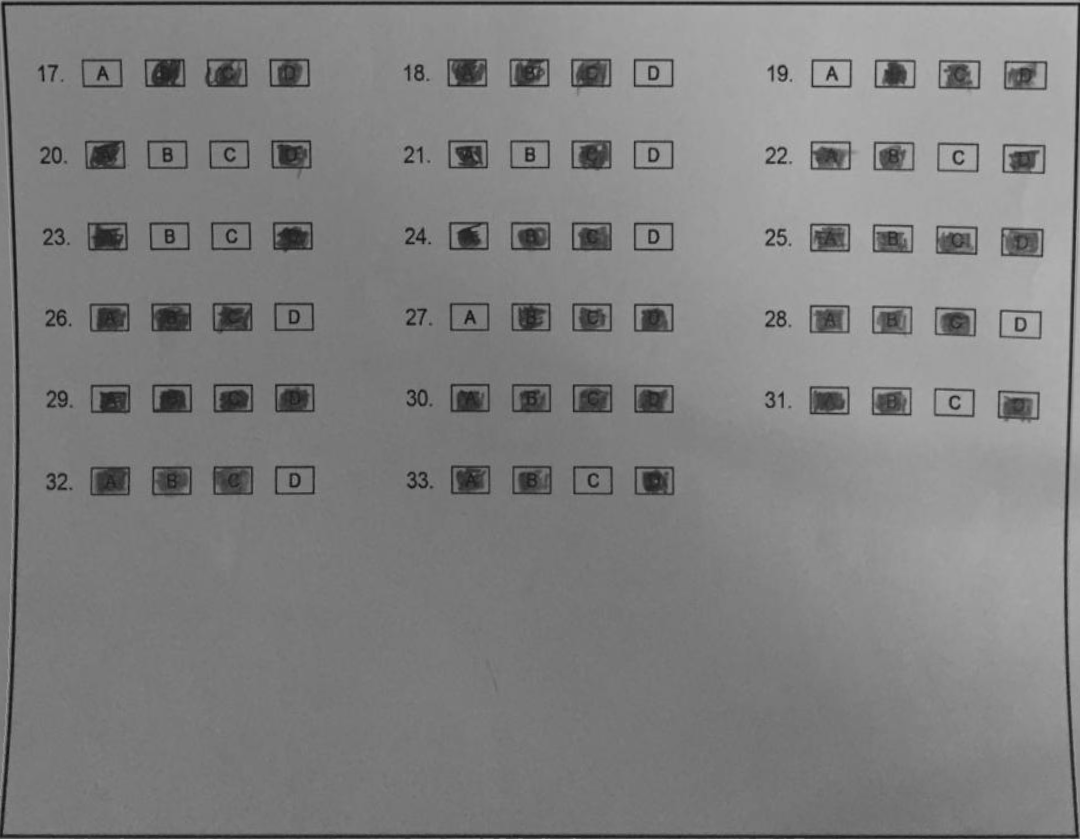 17. A B C D 18. A B C D 19. A C D
20. A B C D 21. A B C D 22. A B C D
23. B C D 24. B C D 25. A B C D
26. A B C D 27. A B C D 28. A B C D
29. A B C D 30. A B C D 31. A B C D
32. A B C D 33. A B C D